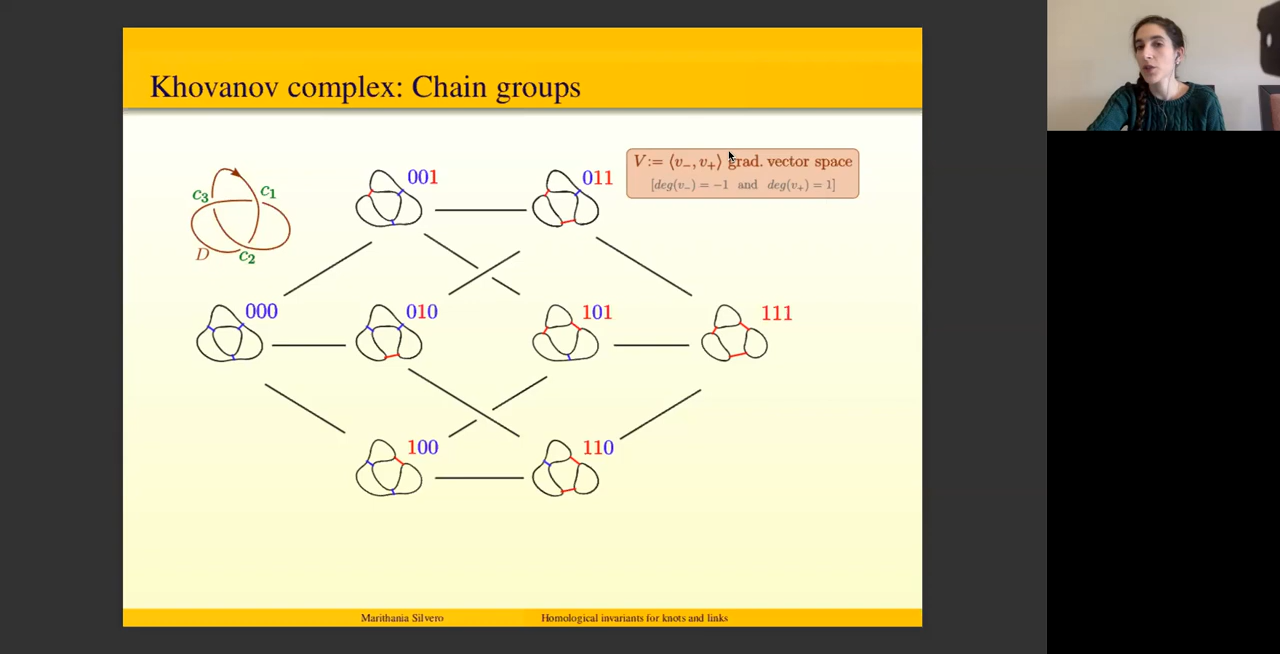 Khovanov complex: Chain groups
V := ⟨v₋, v₊⟩ grad. vector space
[deg(v₋) = −1 and deg(v₊) = 1]
c₃
c₁
D
c₂
001
011
000
010
101
111
100
110
Marithania Silvero
Homological invariants for knots and links